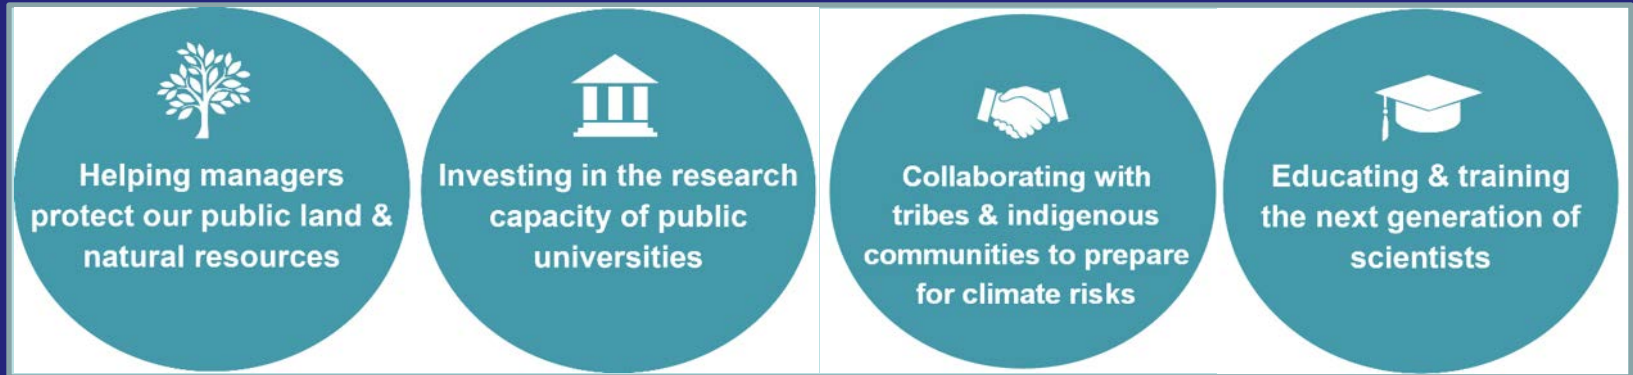 Helping managers
protect our public land &
natural resources
Investing in the research
capacity of public
universities
Collaborating with
tribes & indigenous
communities to prepare
for climate risks
Educating & training
the next generation of
scientists